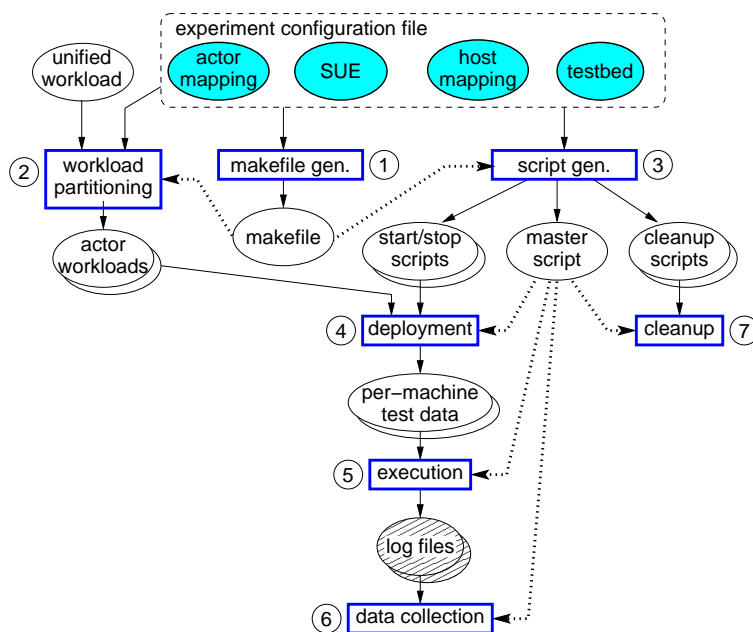 experiment configuration file
unified
workload
actor
mapping
SUE
host
mapping
testbed
2
workload
partitioning
makefile gen.
1
script gen.
3
actor
workloads
makefile
start/stop
scripts
master
script
cleanup
scripts
4
deployment
cleanup
7
per-machine
test data
5
execution
log files
6
data collection